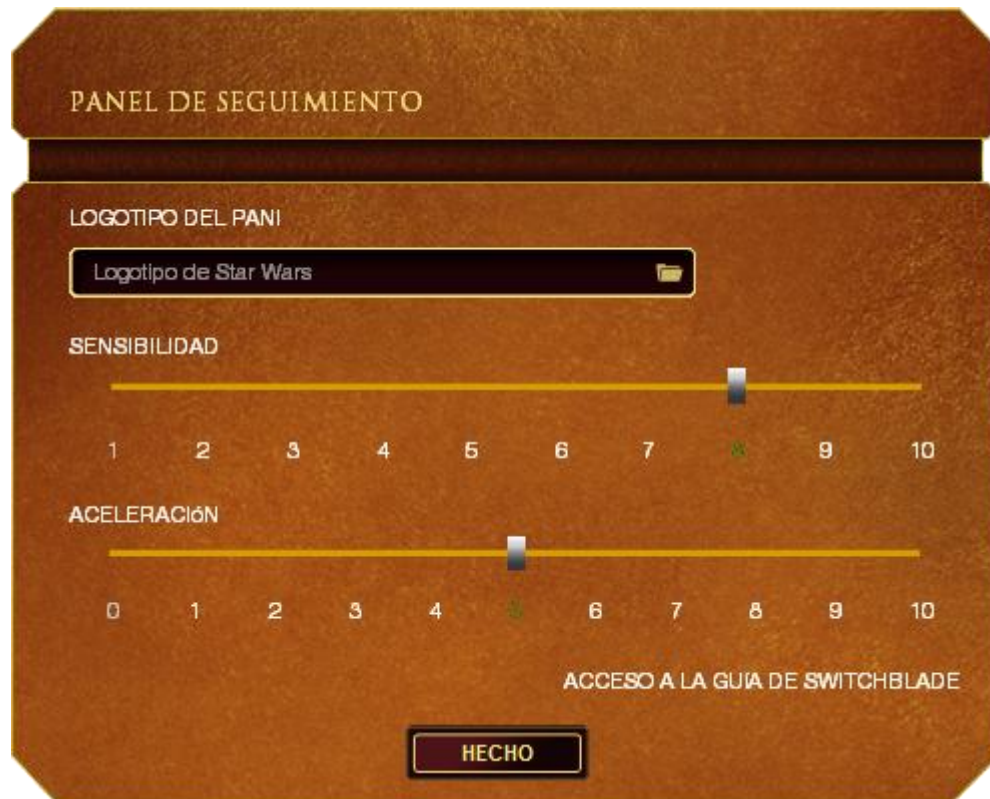 PANEL DE SEGUIMIENTO
LOGOTIPO DEL PANI
Logotipo de Star Wars
SENSIBILIDAD
1 2 3 4 5 6 7 8 9 10
ACELERACIóN
0 1 2 3 4 5 6 7 8 9 10
ACCESO A LA GUíA DE SWITCHBLADE
HECHO